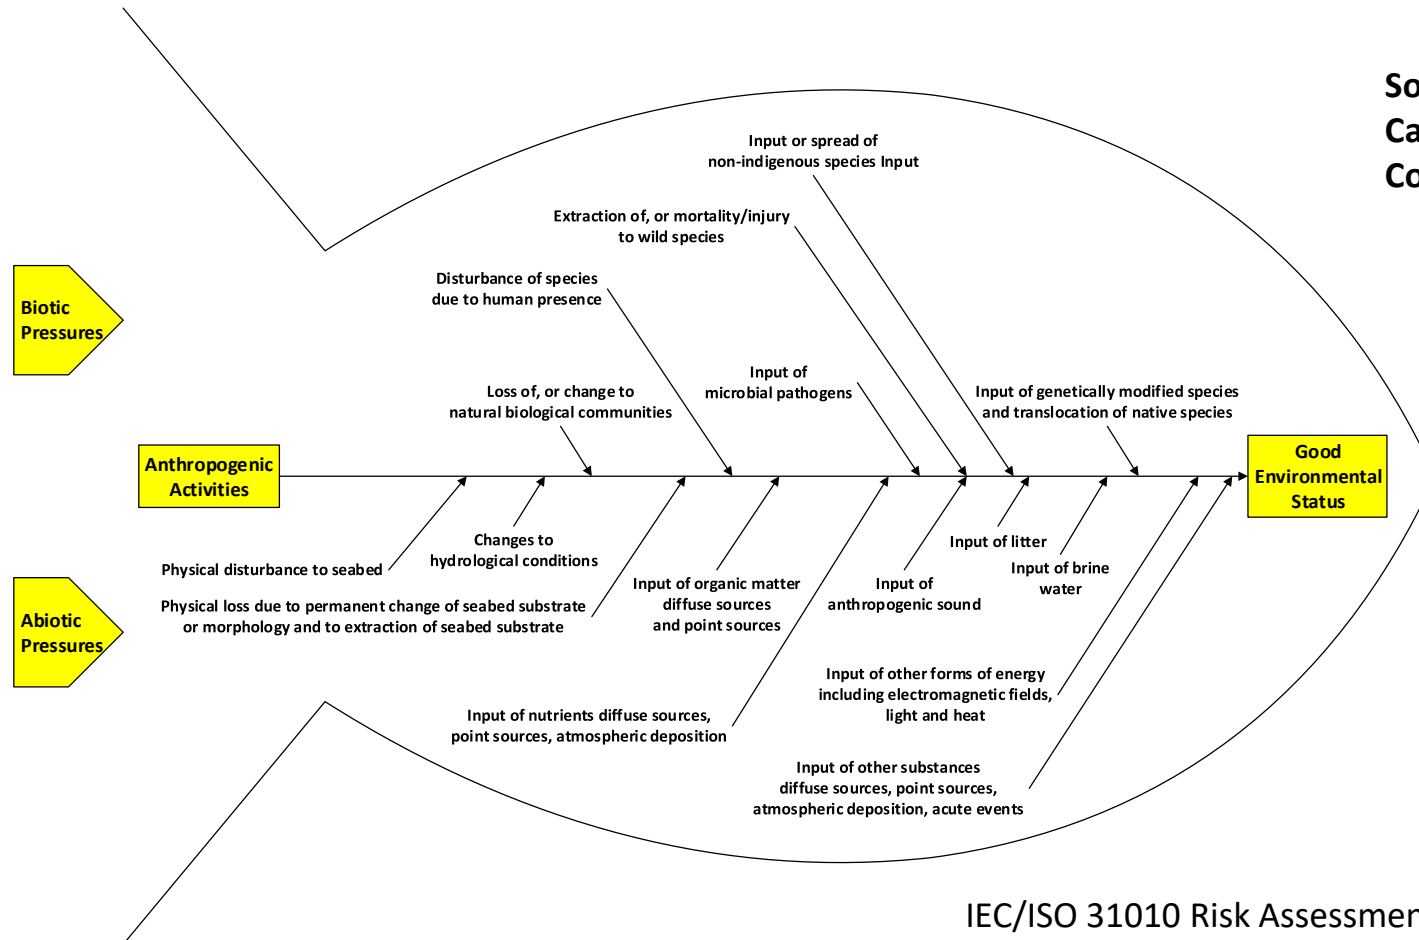 So
Ca
Co
Input or spread of
non-indigenous species Input
Extraction of, or mortality/injury
to wild species
Disturbance of species
due to human presence
Biotic
Pressures
Input of
microbial pathogens
Loss of, or change to
natural biological communities
Input of genetically modified species
and translocation of native species
Anthropogenic
Activities
Good
Environmental
Status
Physical disturbance to seabed
Changes to
hydrological conditions
Input of litter
Input of brine
water
Physical loss due to permanent change of seabed substrate
or morphology and to extraction of seabed substrate
Input of organic matter
diffuse sources
and point sources
Input of
anthropogenic sound
Abiotic
Pressures
Input of other forms of energy
including electromagnetic fields,
light and heat
Input of nutrients diffuse sources,
point sources, atmospheric deposition
Input of other substances
diffuse sources, point sources,
atmospheric deposition, acute events
IEC/ISO 31010 Risk Assessmen